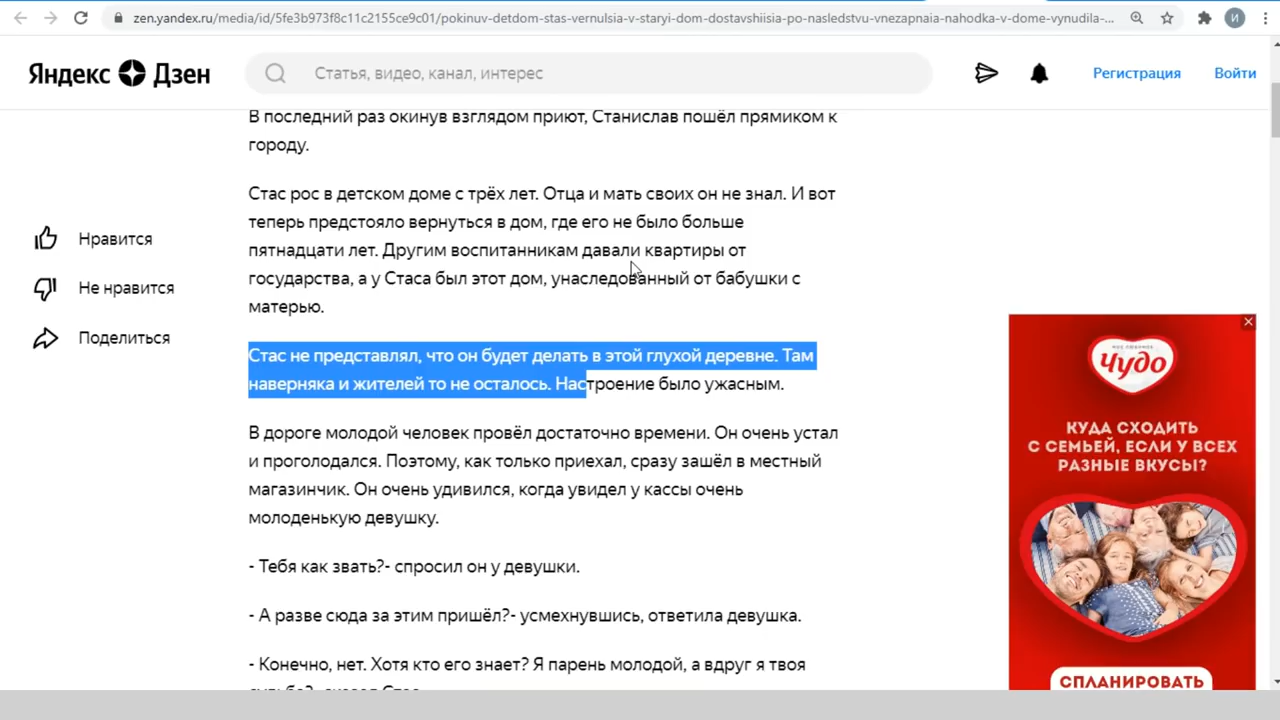 zen.yandex.ru/media/id/5fe3b973f8c11c2155ce9c01/pokinuv-detdom-stas-vernulsia-v-staryi-dom-dostavshiisia-po-nasledstvu-vnezapnaia-nahodka-v-dome-vynudila-...
И
Яндекс Дзен
Статья, видео, канал, интерес
Регистрация
Войти
В последний раз окинув взглядом приют, Станислав пошёл прямиком к
городу.
Стас рос в детском доме с трёх лет. Отца и мать своих он не знал. И вот
теперь предстояло вернуться в дом, где его не было больше
пятнадцати лет. Другим воспитанникам давали квартиры от
государства, а у Стаса был этот дом, унаследованный от бабушки с
матерью.
Нравится
Не нравится
Поделиться
Стас не представлял, что он будет делать в этой глухой деревне. Там
наверняка и жителей то не осталось. Настроение было ужасным.
В дороге молодой человек провёл достаточно времени. Он очень устал
и проголодался. Поэтому, как только приехал, сразу зашёл в местный
магазинчик. Он очень удивился, когда увидел у кассы очень
молоденькую девушку.
- Тебя как звать?- спросил он у девушки.
- А разве сюда за этим пришёл?- усмехнувшись, ответила девушка.
- Конечно, нет. Хотя кто его знает? Я парень молодой, а вдруг я твоя
Чудо
КУДА СХОДИТЬ
С СЕМЬЕЙ, ЕСЛИ У ВСЕХ
РАЗНЫЕ ВКУСЫ?
СПЛАНИРОВАТЬ